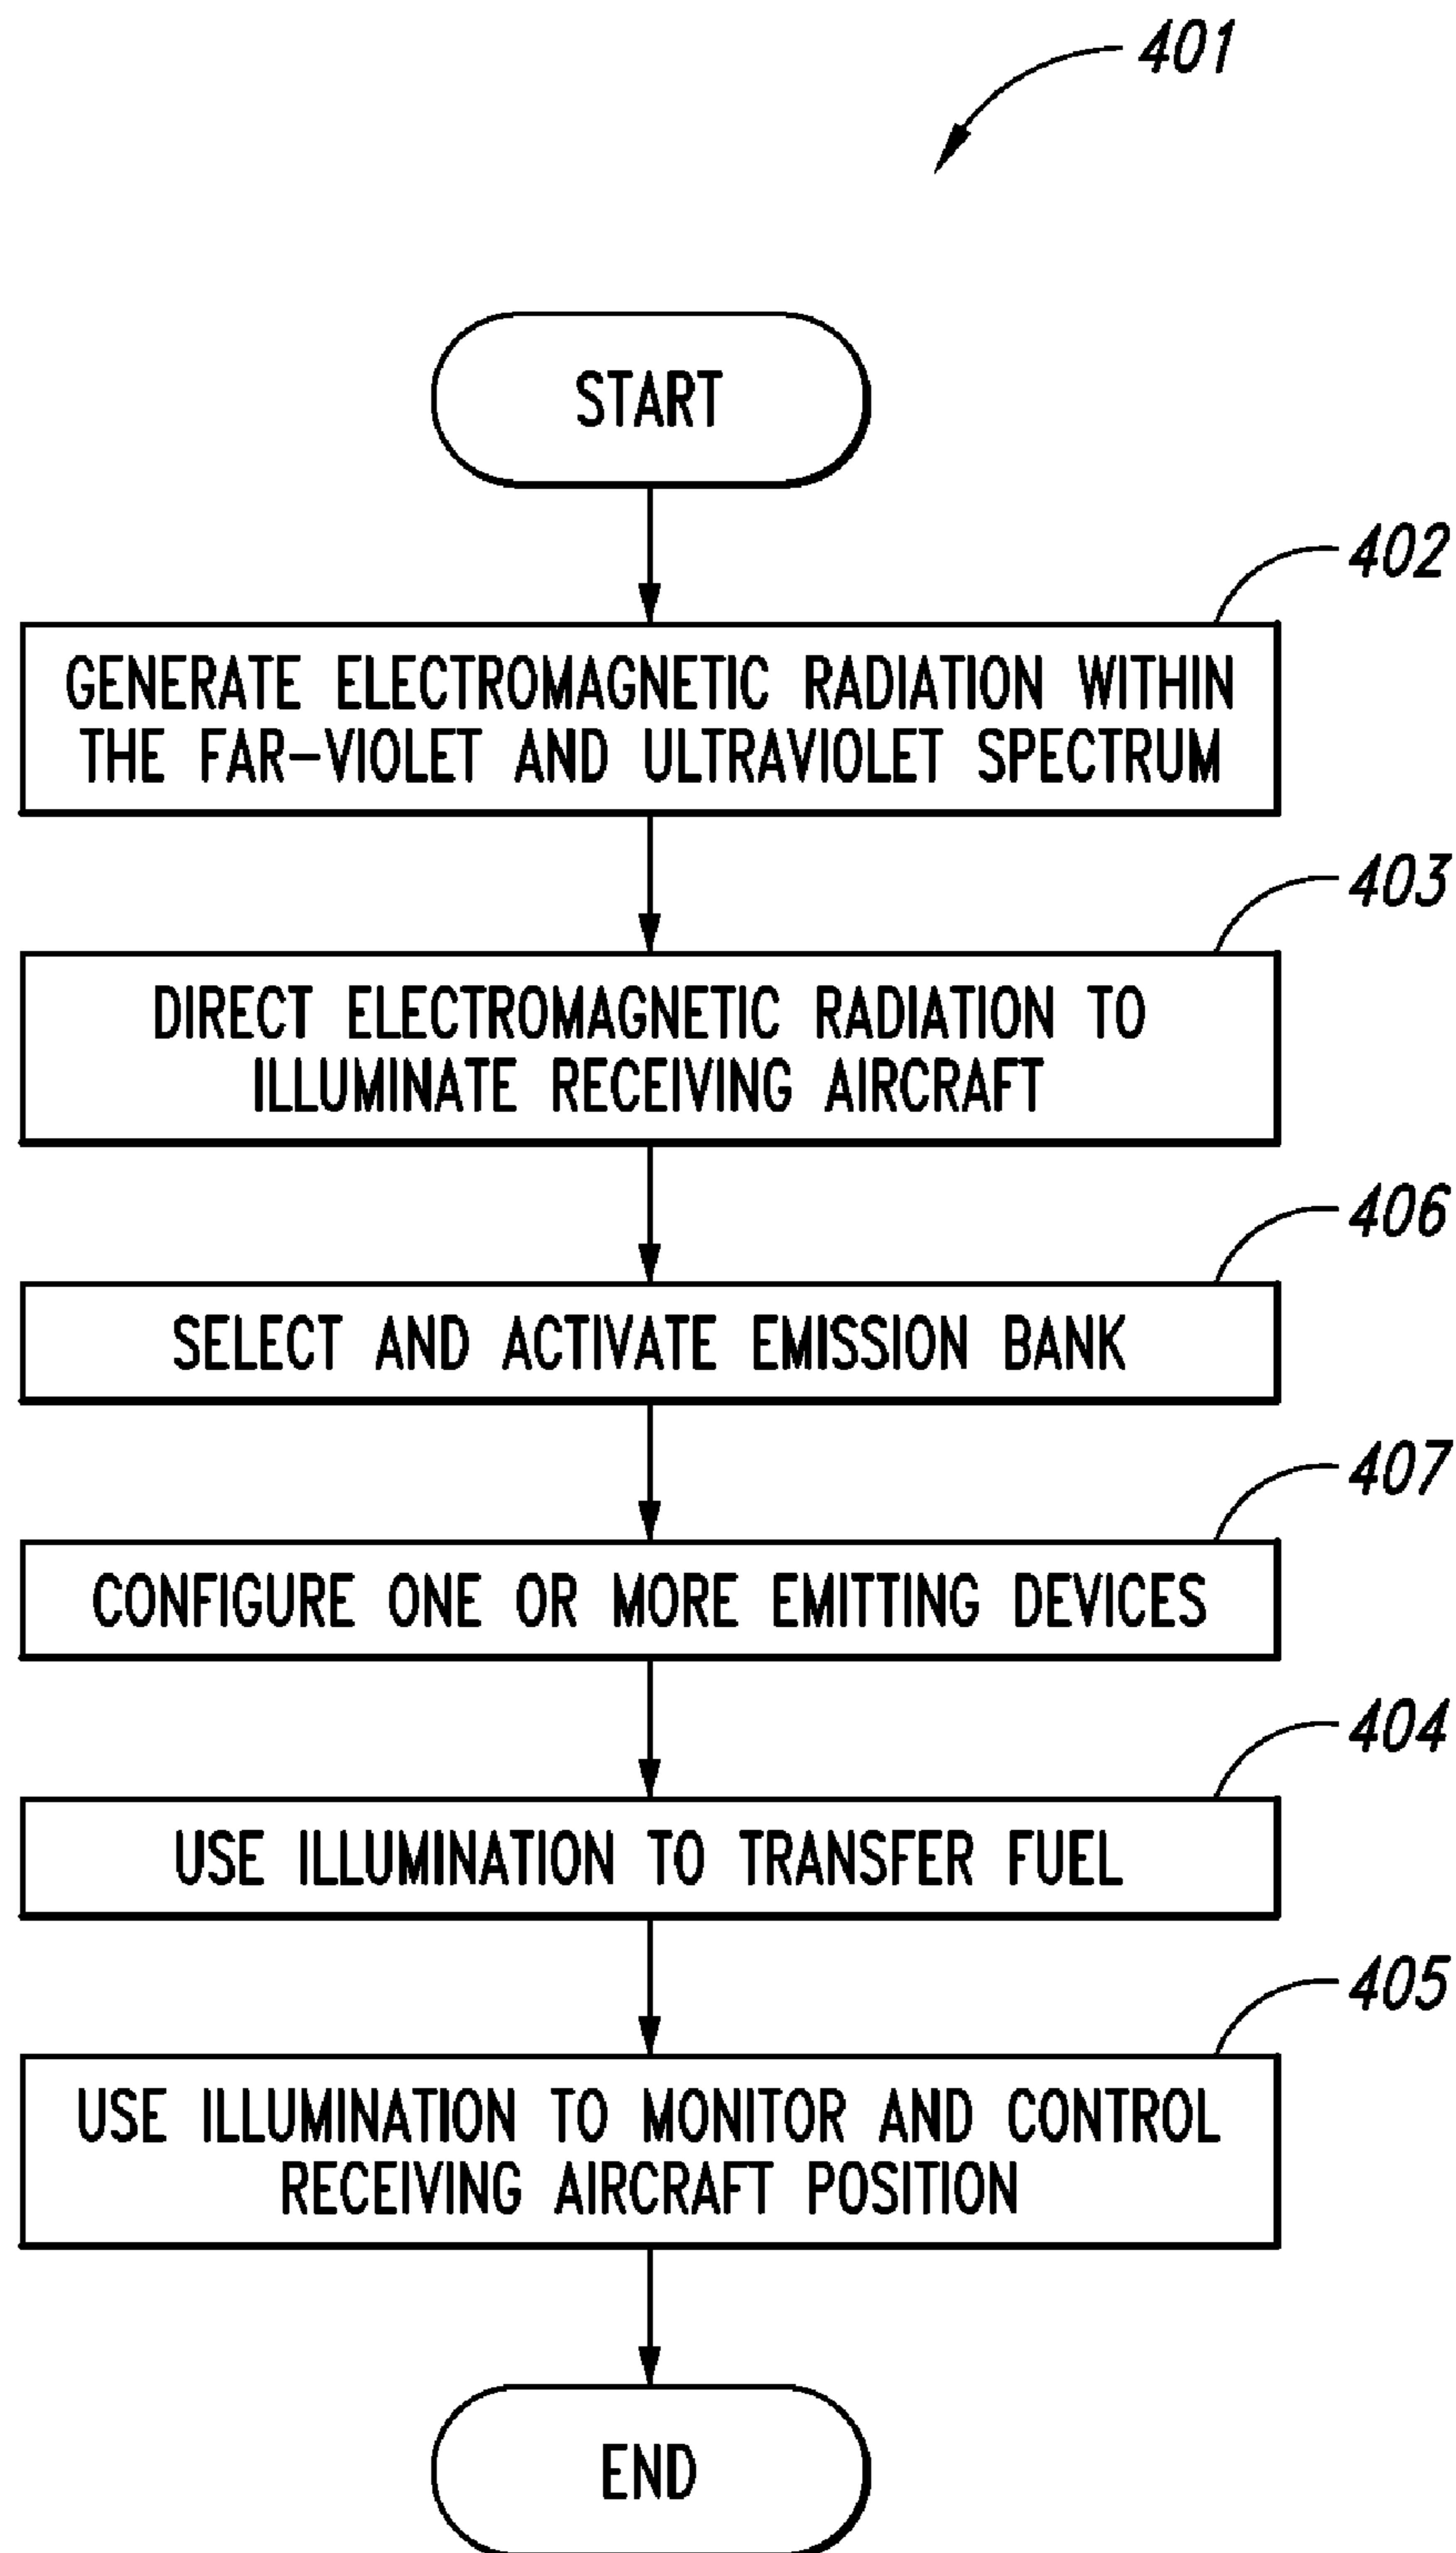 401
START
402
GENERATE ELECTROMAGNETIC RADIATION WITHIN
THE FAR-VIOLET AND ULTRAVIOLET SPECTRUM
403
DIRECT ELECTROMAGNETIC RADIATION TO
ILLUMINATE RECEIVING AIRCRAFT
406
SELECT AND ACTIVATE EMISSION BANK
407
CONFIGURE ONE OR MORE EMITTING DEVICES
404
USE ILLUMINATION TO TRANSFER FUEL
405
USE ILLUMINATION TO MONITOR AND CONTROL
RECEIVING AIRCRAFT POSITION
END